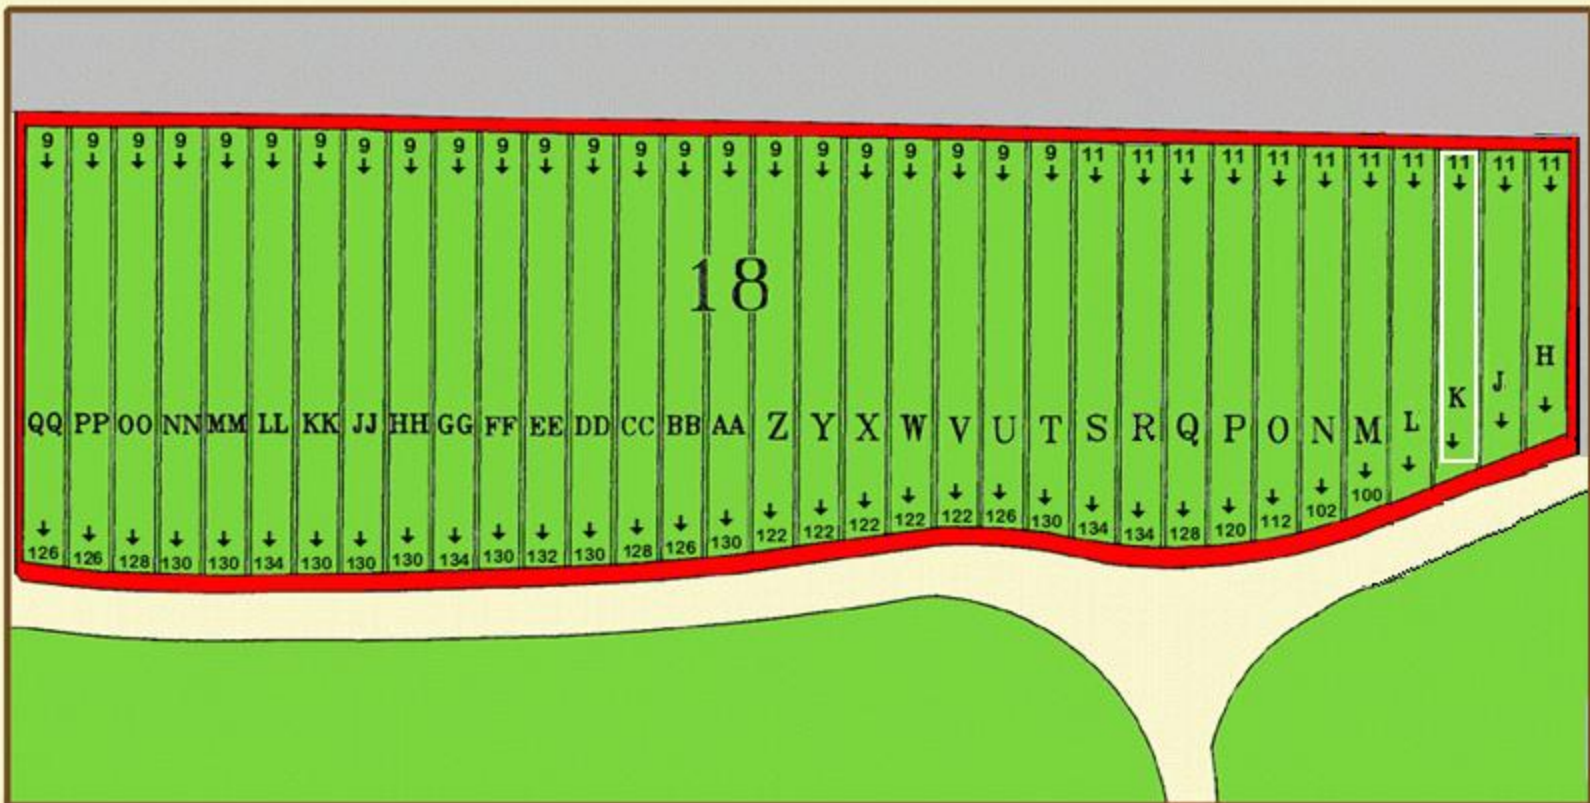 9 9 9 9 9 9 9 9 9 9 9 9 9 9 9 9 9 9 9 9 9 9 9 11 11 11 11 11 11 11 11 11 11 11
18
QQ PP OO NN MM LL KK JJ HH GG FF EE DD CC BB AA Z Y X W V U T S R Q P O N M L K J H
126 126 128 130 130 134 130 130 130 134 130 132 130 128 126 130 122 122 122 122 122 126 130 134 134 128 120 112 102 100